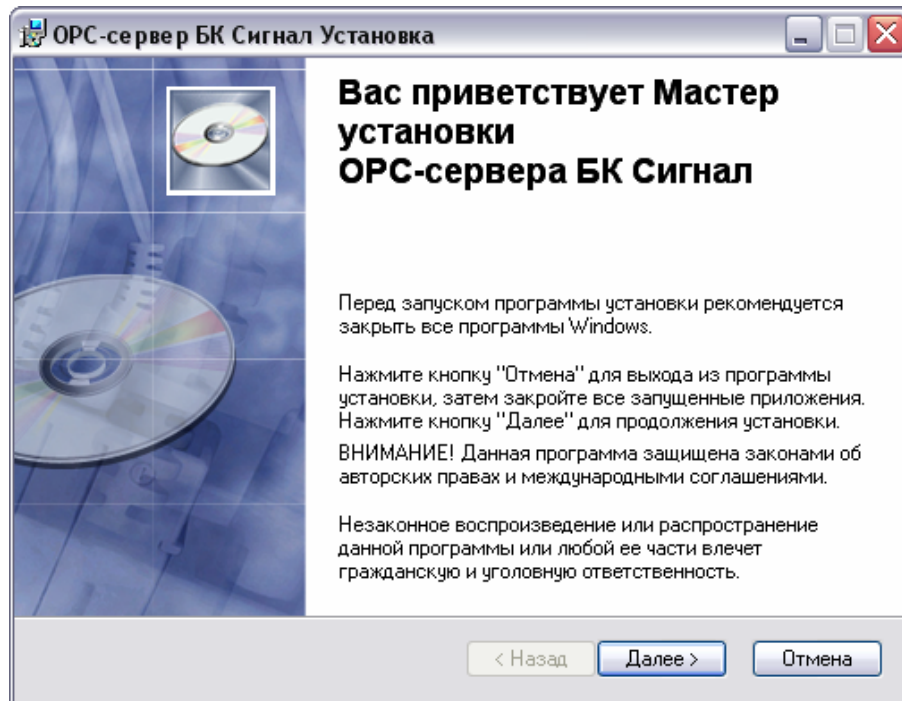 ОРС-сервер БК Сигнал Установка
Вас приветствует Мастер
установки
ОРС-сервера БК Сигнал
Перед запуском программы установки рекомендуется
закрыть все программы Windows.
Нажмите кнопку "Отмена" для выхода из программы
установки, затем закройте все запущенные приложения.
Нажмите кнопку "Далее" для продолжения установки.
ВНИМАНИЕ! Данная программа защищена законами об
авторских правах и международными соглашениями.
Незаконное воспроизведение или распространение
данной программы или любой ее части влечет
гражданскую и уголовную ответственность.
< Назад
Далее >
Отмена